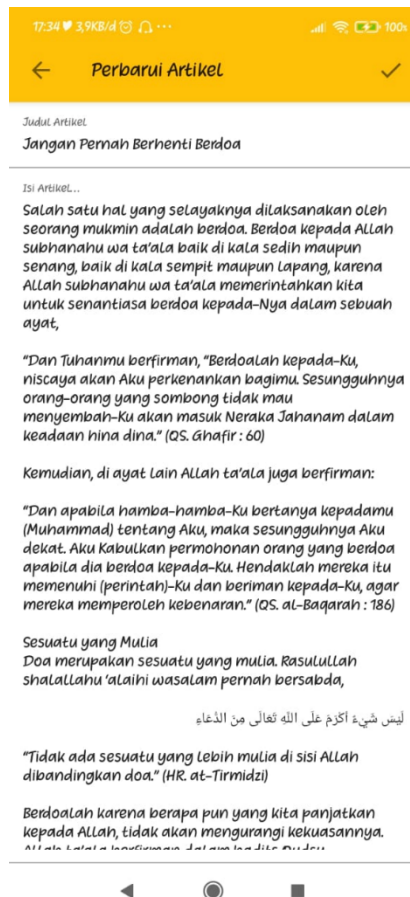 17:34 3,9KB/d 100%
Perbarui Artikel
Judul Artikel
Jangan Pernah Berhenti Berdoa
Isi Artikel...
Salah satu hal yang selayaknya dilaksanakan oleh
seorang mukmin adalah berdoa. Berdoa kepada Allah
subhanahu wa ta'ala baik di kala sedih maupun
senang, baik di kala sempit maupun lapang, karena
Allah subhanahu wa ta'ala memerintahkan kita
untuk senantiasa berdoa kepada-Nya dalam sebuah
ayat,
"Dan Tuhanmu berfirman, "Berdoalah kepada-Ku,
niscaya akan Aku perkenankan bagimu. Sesungguhnya
orang-orang yang sombong tidak mau
menyembah-Ku akan masuk Neraka Jahanam dalam
keadaan hina dina." (QS. Ghafir : 60)
Kemudian, di ayat lain Allah ta'ala juga berfirman:
"Dan apabila hamba-hamba-Ku bertanya kepadamu
(Muhammad) tentang Aku, maka sesungguhnya Aku
dekat. Aku Kabulkan permohonan orang yang berdoa
apabila dia berdoa kepada-Ku. Hendaklah mereka itu
memenuhi (perintah)-Ku dan beriman kepada-Ku, agar
mereka memperoleh kebenaran." (QS. al-Baqarah : 186)
Sesuatu yang Mulia
Doa merupakan sesuatu yang mulia. Rasulullah
shalallahu 'alaihi wasalam pernah bersabda,
لَيْسَ شَيْءٌ أَكْرَمَ عَلَى اللَّهِ تَعَالَى مِنَ الدُّعَاءِ
"Tidak ada sesuatu yang lebih mulia di sisi Allah
dibandingkan doa." (HR. at-Tirmidzi)
Berdoalah karena berapa pun yang kita panjatkan
kepada Allah, tidak akan mengurangi kekuasannya.
Allah ta'ala berfirman dalam hadits Qudsu